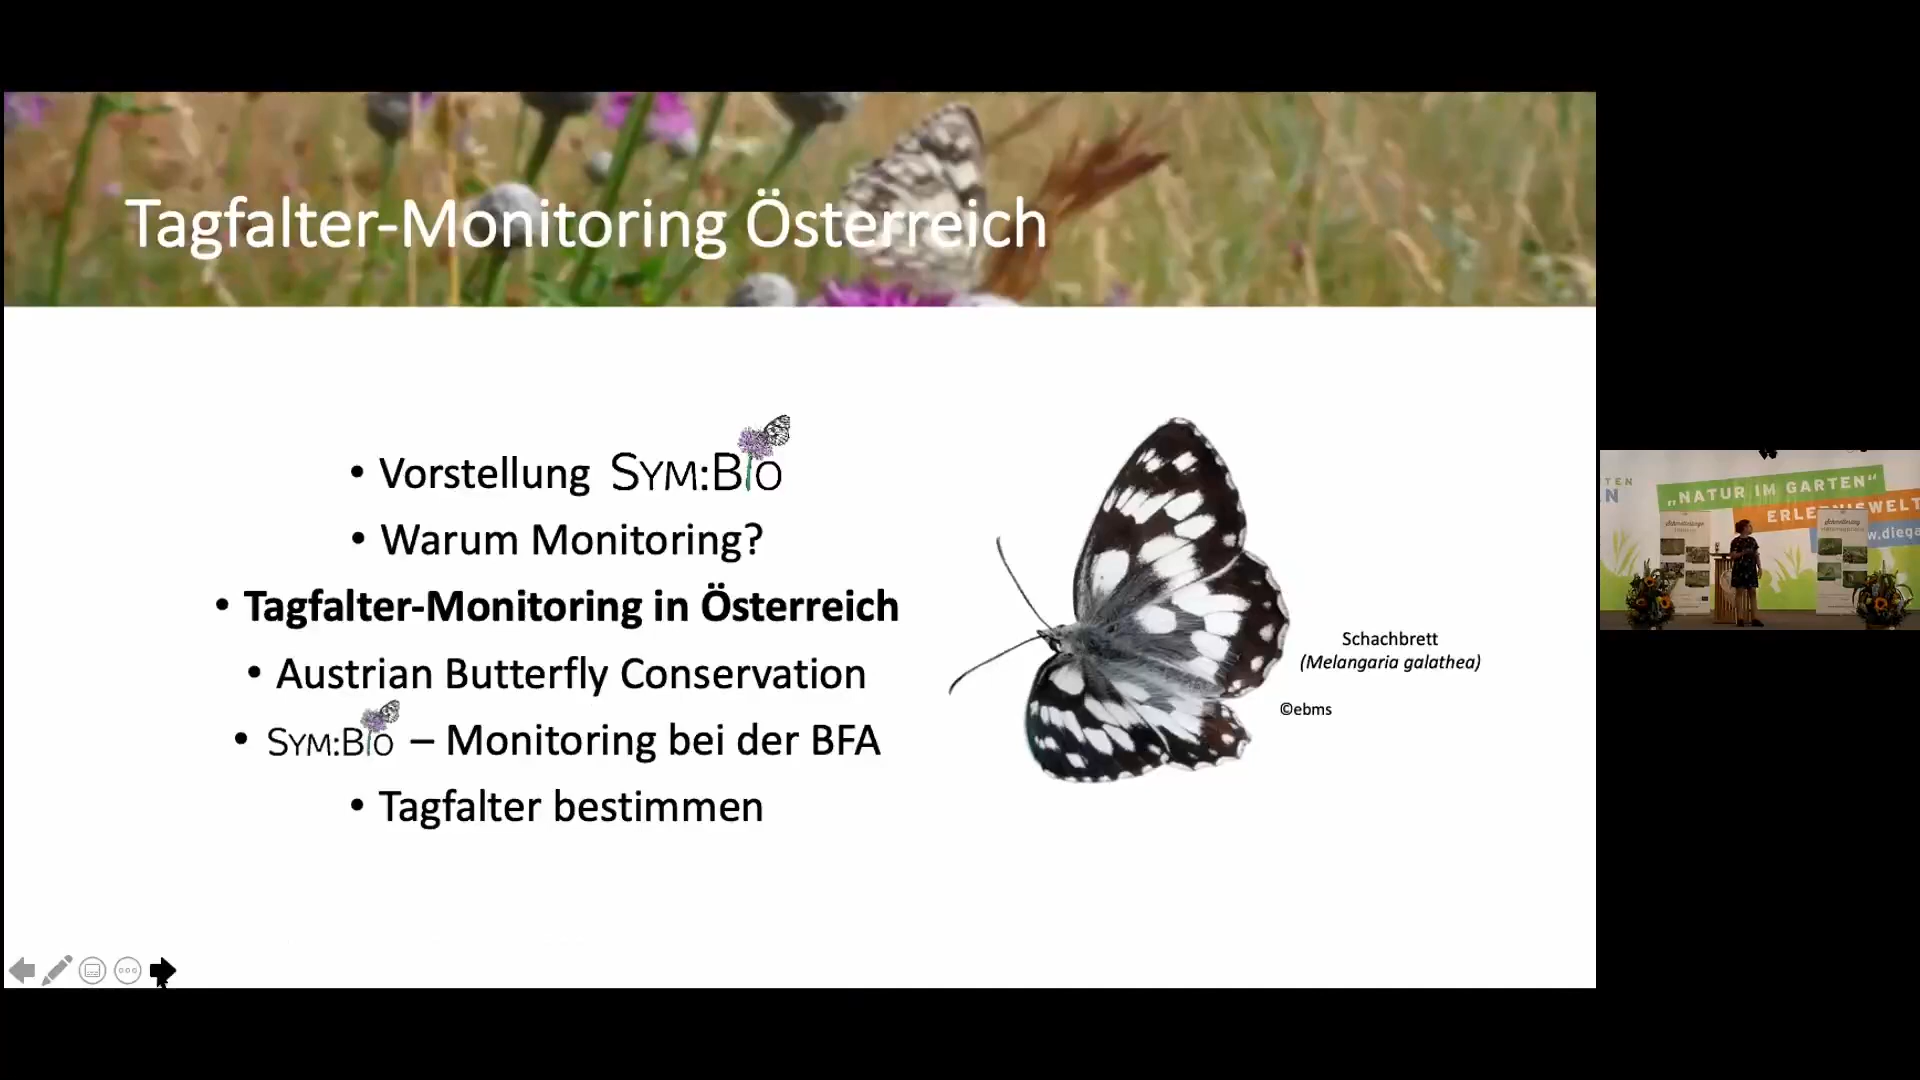 Tagfalter-Monitoring Österreich
• Vorstellung SYM:BIO
• Warum Monitoring?
• Tagfalter-Monitoring in Österreich
• Austrian Butterfly Conservation
• SYM:BIO – Monitoring bei der BFA
• Tagfalter bestimmen
Schachbrett
(Melangaria galathea)
©ebms
„NATUR IM GARTEN“